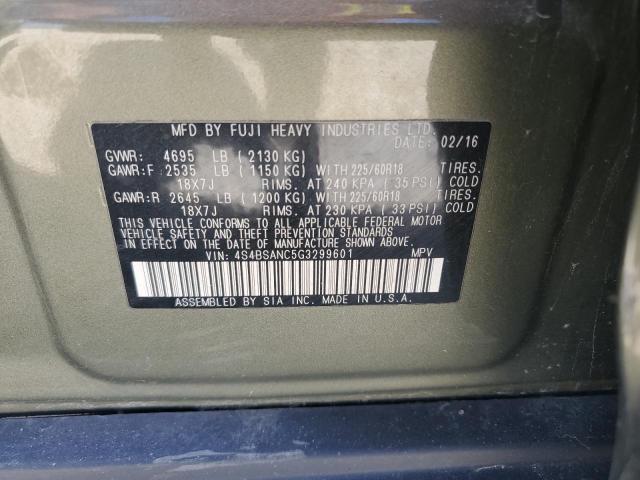 MFD BY FUJI HEAVY INDUSTRIES LTD.
DATE: 02/16
GVWR: 4695 LB (2130 KG)
GAWR:F 2535 LB (1150 KG) WITH 225/60R18 TIRES.
18X7J RIMS. AT 240 KPA (35 PSI) COLD
GAWR:R 2645 LB (1200 KG) WITH 225/60R18 TIRES.
18X7J RIMS. AT 230 KPA (33 PSI) COLD
THIS VEHICLE CONFORMS TO ALL APPLICABLE FEDERAL MOTOR
VEHICLE SAFETY AND THEFT PREVENTION STANDARDS
IN EFFECT ON THE DATE OF MANUFACTURE SHOWN ABOVE.
VIN: 4S4BSANC5G3299601 MPV
ASSEMBLED BY SIA INC. MADE IN U.S.A.